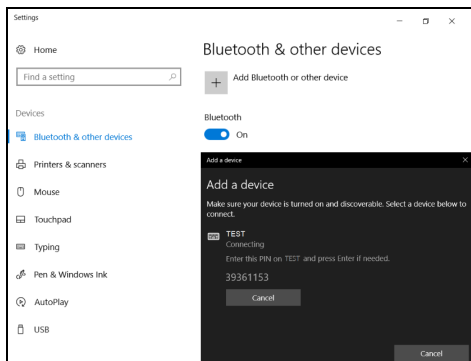 Settings
Home
Find a setting
Devices
Bluetooth & other devices
Printers & scanners
Mouse
Touchpad
Typing
Pen & Windows Ink
AutoPlay
USB
Bluetooth & other devices
Add Bluetooth or other device
Bluetooth
On
Add a device
Add a device
Make sure your device is turned on and discoverable. Select a device below to
connect.
TEST
Connecting
Enter this PIN on TEST and press Enter if needed.
39361153
Cancel
Cancel